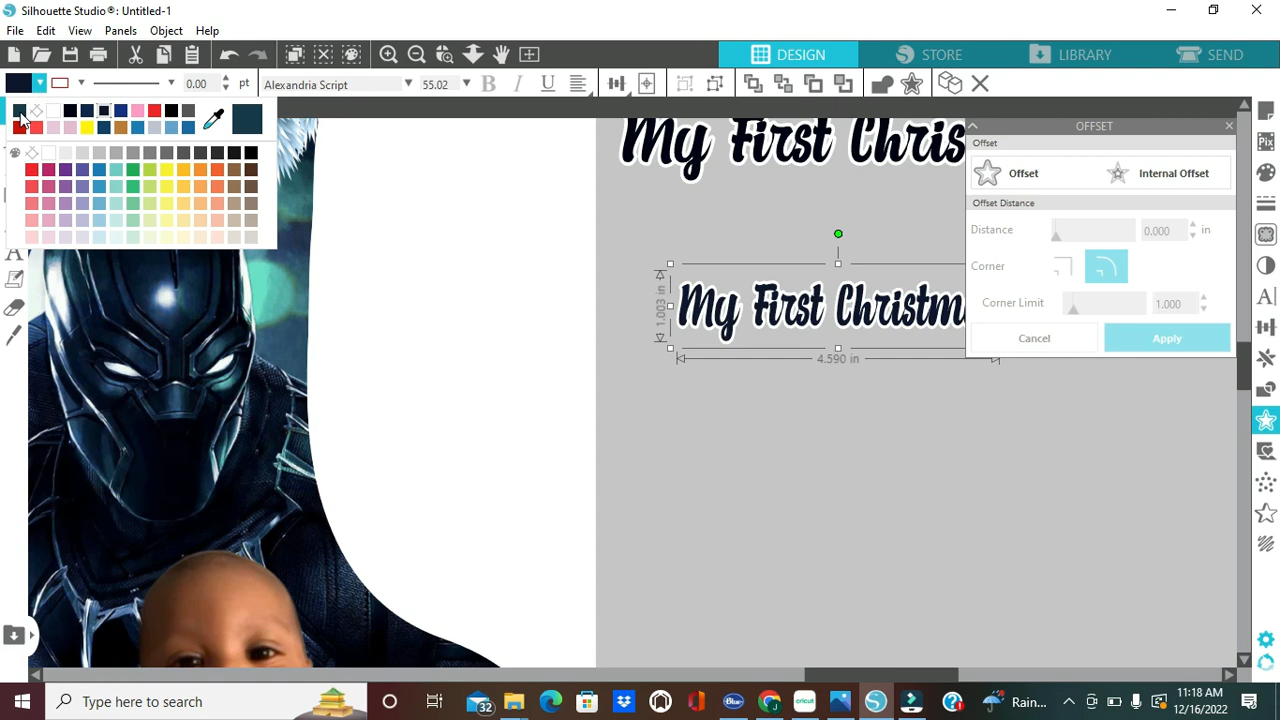 Silhouette Studio®: Untitled-1
File Edit View Panels Object Help
DESIGN STORE LIBRARY SEND
0.00 pt Alexandria Script 55.02 B I U
My First Chris
OFFSET
Offset
Offset Internal Offset
Offset Distance
Distance 0.000 in
Corner
Corner Limit 1.000
Cancel Apply
My First Christm
1.003 in
4.590 in
Type here to search
32
Rain...
11:18 AM
12/16/2022